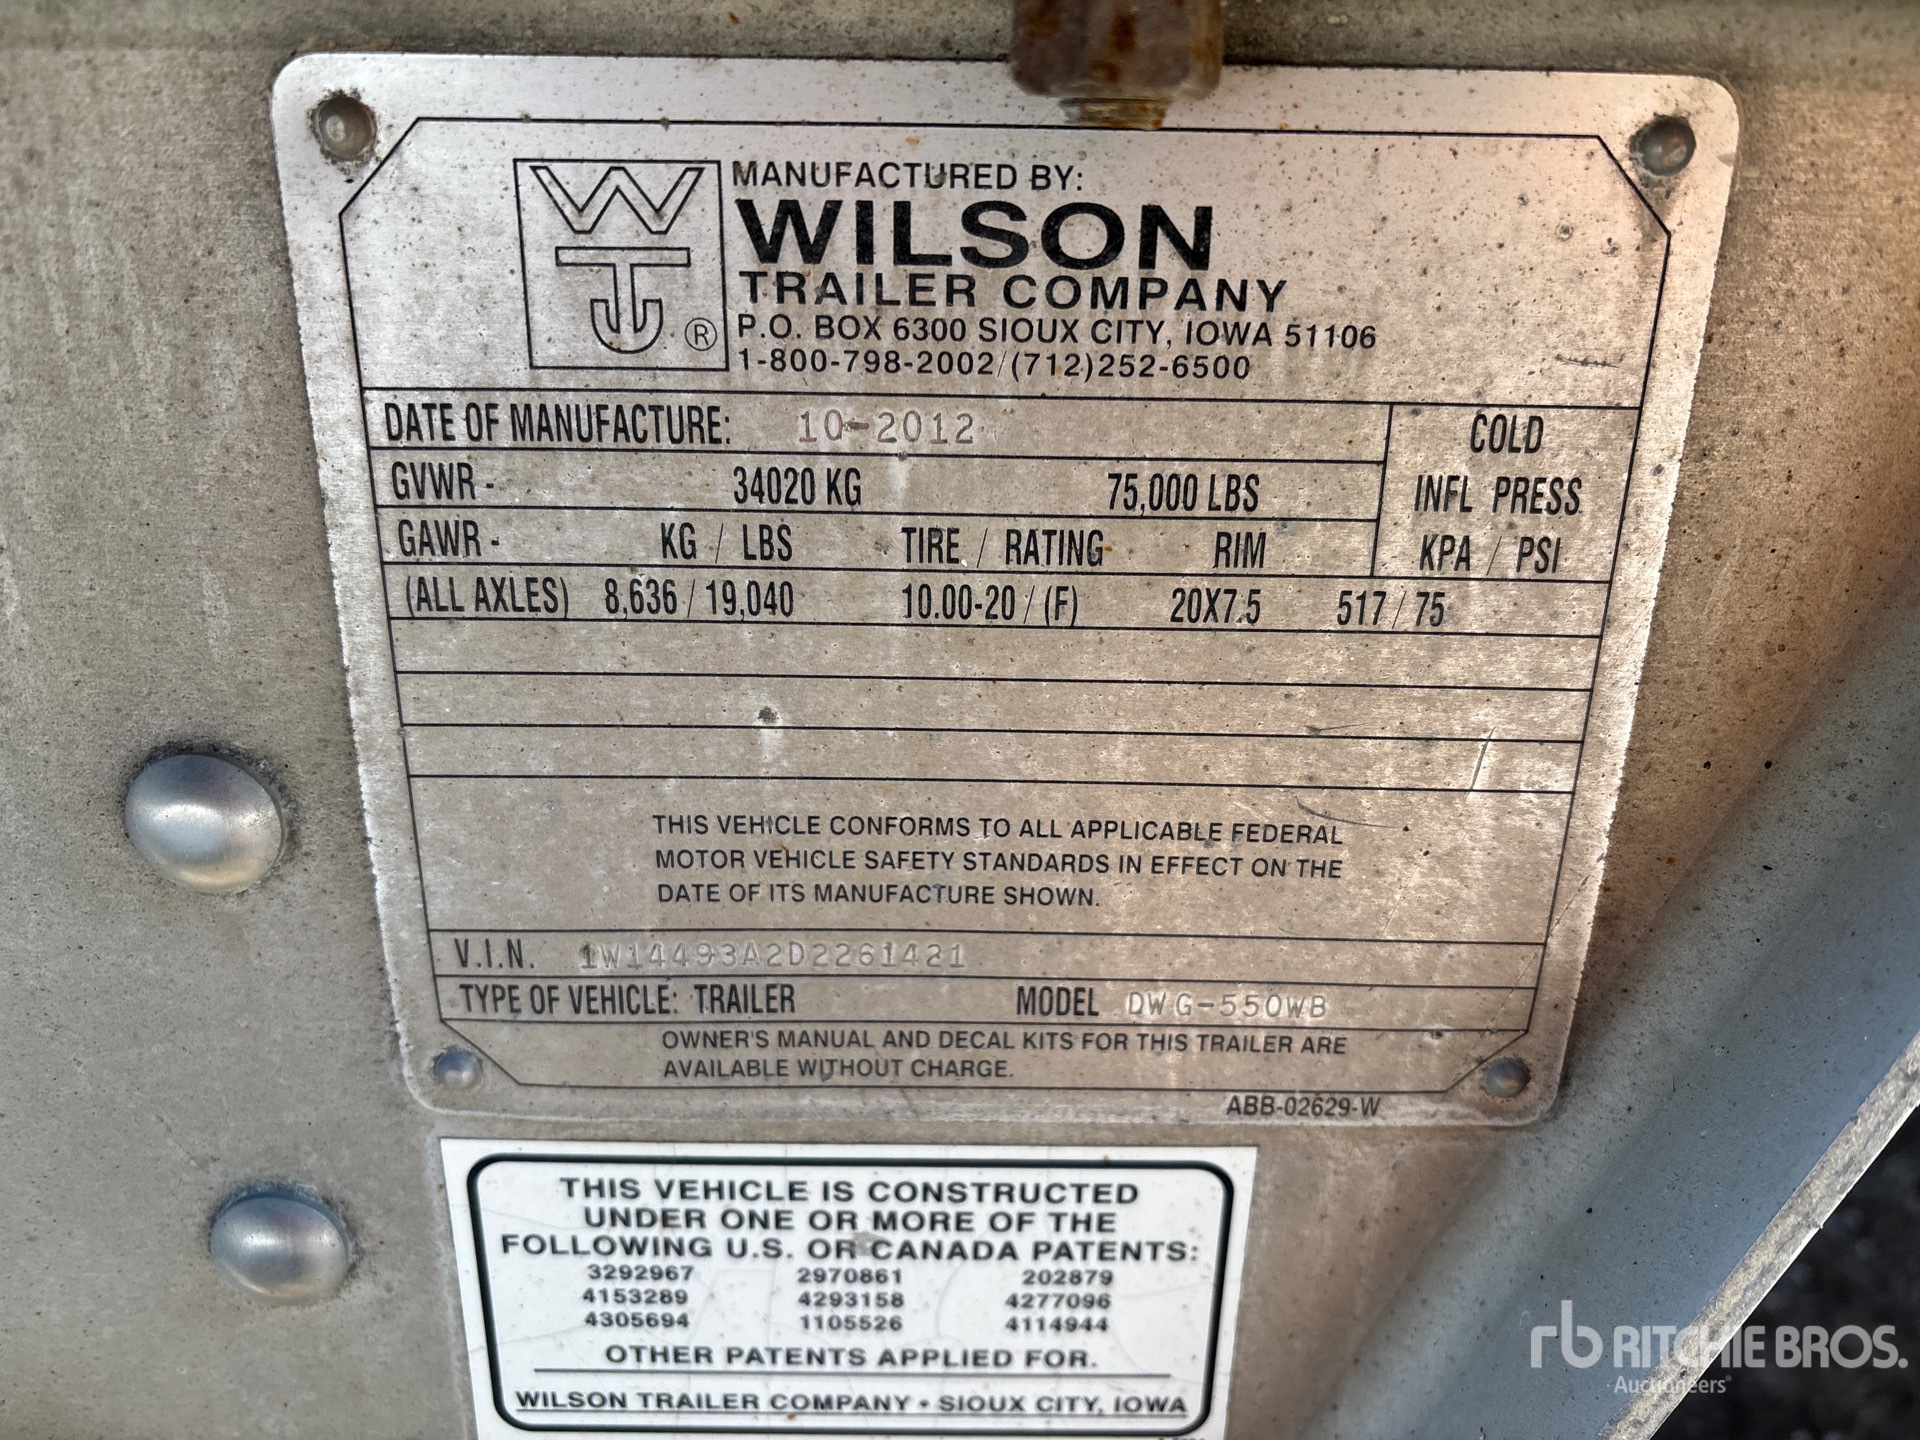 WTJ®
MANUFACTURED BY:
WILSON
TRAILER COMPANY
P.O. BOX 6300 SIOUX CITY, IOWA 51106
1-800-798-2002/(712)252-6500
DATE OF MANUFACTURE: 10-2012
COLD
INFL PRESS
KPA / PSI
GVWR - 34020 KG 75,000 LBS
GAWR - KG / LBS TIRE / RATING RIM
(ALL AXLES) 8,636 / 19,040 10.00-20 / (F) 20X7.5 517 / 75
THIS VEHICLE CONFORMS TO ALL APPLICABLE FEDERAL
MOTOR VEHICLE SAFETY STANDARDS IN EFFECT ON THE
DATE OF ITS MANUFACTURE SHOWN.
V.I.N. 1W14493A2D2261421
TYPE OF VEHICLE: TRAILER MODEL DWG-550WB
OWNER'S MANUAL AND DECAL KITS FOR THIS TRAILER ARE
AVAILABLE WITHOUT CHARGE.
ABB-02629-W
THIS VEHICLE IS CONSTRUCTED
UNDER ONE OR MORE OF THE
FOLLOWING U.S. OR CANADA PATENTS:
3292967 2970861 202879
4153289 4293158 4277096
4305694 1105526 4114944
OTHER PATENTS APPLIED FOR.
WILSON TRAILER COMPANY • SIOUX CITY, IOWA
rb RITCHIE BROS.
Auctioneers®